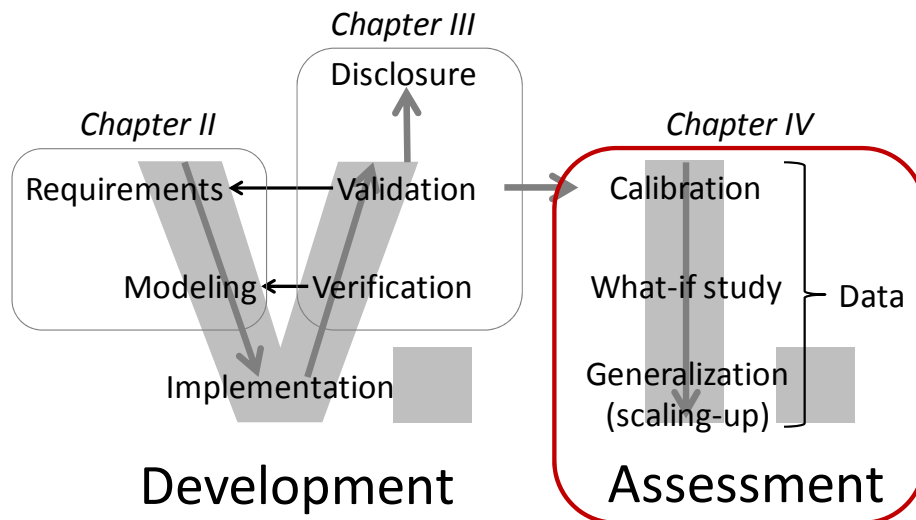 Chapter III
Disclosure
Chapter II
Chapter IV
Requirements
Validation
Calibration
Modeling
Verification
What-if study
Data
Implementation
Generalization
(scaling-up)
Development
Assessment